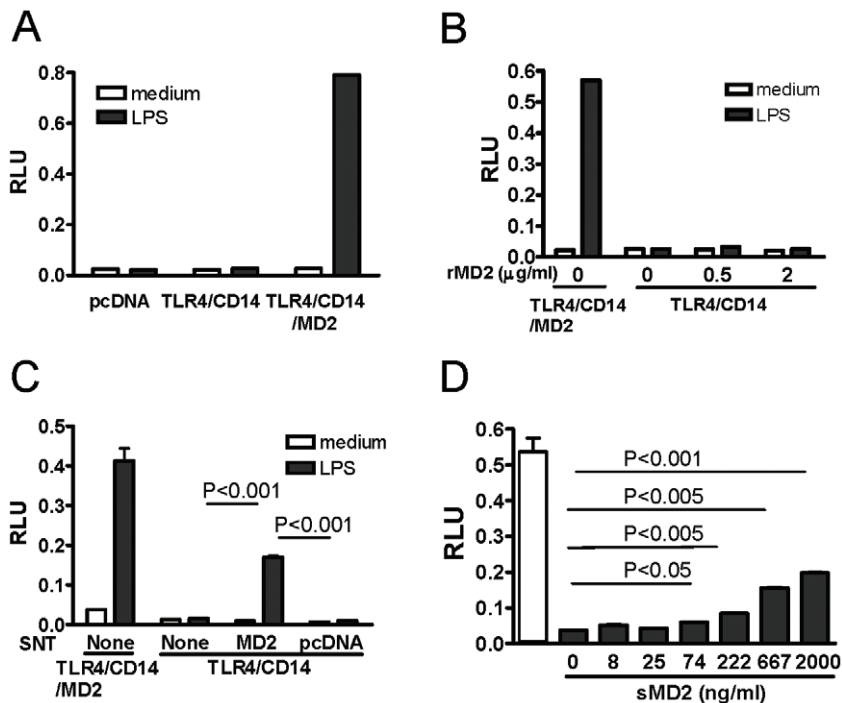 A
RLU
0.8
0.6
0.4
0.2
0.0
medium
LPS
pcDNA TLR4/CD14 TLR4/CD14
/MD2
B
RLU
0.6
0.5
0.4
0.3
0.2
0.1
0.0
medium
LPS
rMD2 (μg/ml) 0 0 0.5 2
TLR4/CD14 TLR4/CD14
/MD2
C
RLU
0.5
0.4
0.3
0.2
0.1
0.0
medium
LPS
P<0.001
P<0.001
SNT None None MD2 pcDNA
TLR4/CD14 TLR4/CD14
/MD2
D
RLU
0.6
0.5
0.4
0.3
0.2
0.1
0.0
P<0.001
P<0.005
P<0.005
P<0.05
0 8 25 74 222 667 2000
sMD2 (ng/ml)